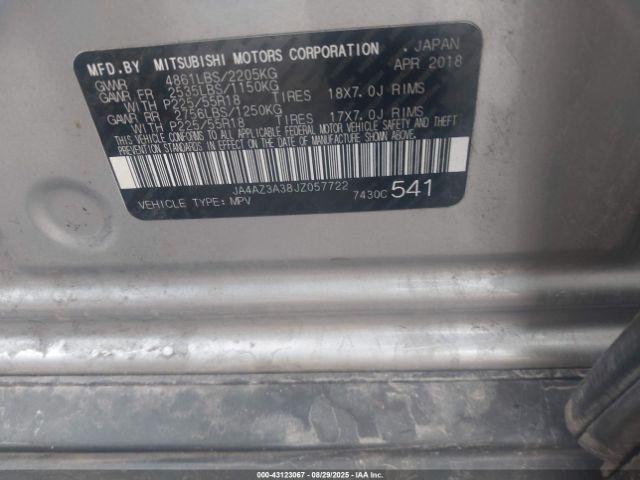 MFD.BY MITSUBISHI MOTORS CORPORATION . JAPAN
GVWR 4861LBS/2205KG APR 2018
GAWR FR 2535LBS/1150KG
WITH P225/55R18 TIRES 18X7.0J RIMS
GAWR RR 2756LBS/1250KG
WITH P225/55R18 TIRES 17X7.0J RIMS
THIS VEHICLE CONFORMS TO ALL APPLICABLE FEDERAL MOTOR VEHICLE SAFETY AND THEFT
PREVENTION STANDARDS IN EFFECT ON THE DATE OF MANUFACTURE SHOWN ABOVE.
JA4AZ3A38JZ057722
VEHICLE TYPE: MPV 7430C 541
000-43123067 - 08/29/2025 - IAAI.COM